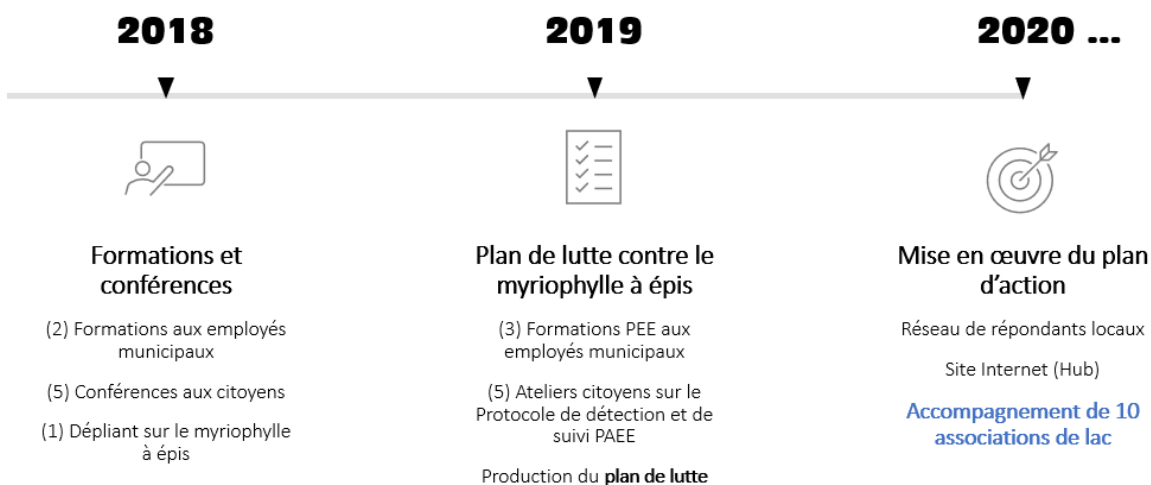 2018
Formations et
conférences
(2) Formations aux employés
municipaux
(5) Conférences aux citoyens
(1) Dépliant sur le myriophylle
à épis
2019
Plan de lutte contre le
myriophylle à épis
(3) Formations PEE aux
employés municipaux
(5) Ateliers citoyens sur le
Protocole de détection et de
suivi PAEE
Production du plan de lutte
2020 ...
Mise en œuvre du plan
d'action
Réseau de répondants locaux
Site Internet (Hub)
Accompagnement de 10
associations de lac